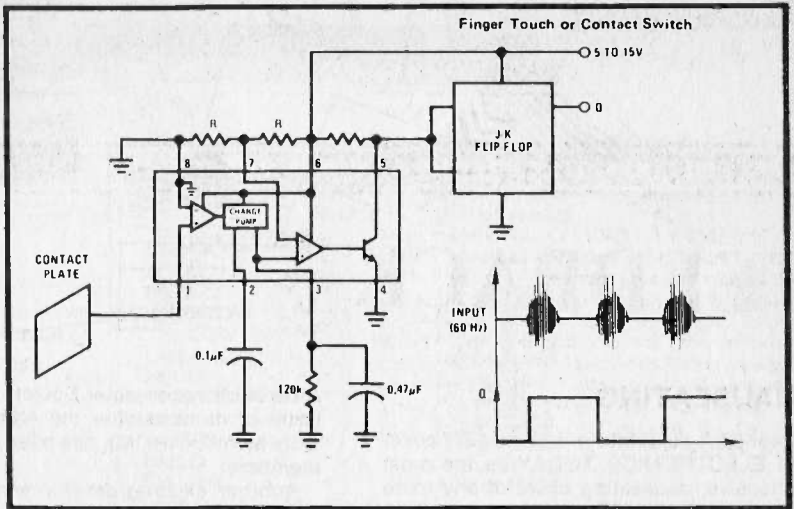 Finger Touch or Contact Switch
5 TO 15V
Q
J-K
FLIP FLOP
R
R
8
7
6
5
CHARGE
PUMP
CONTACT
PLATE
1
2
3
4
0.1µF
120k
0.47µF
INPUT
(60 Hz)
Q